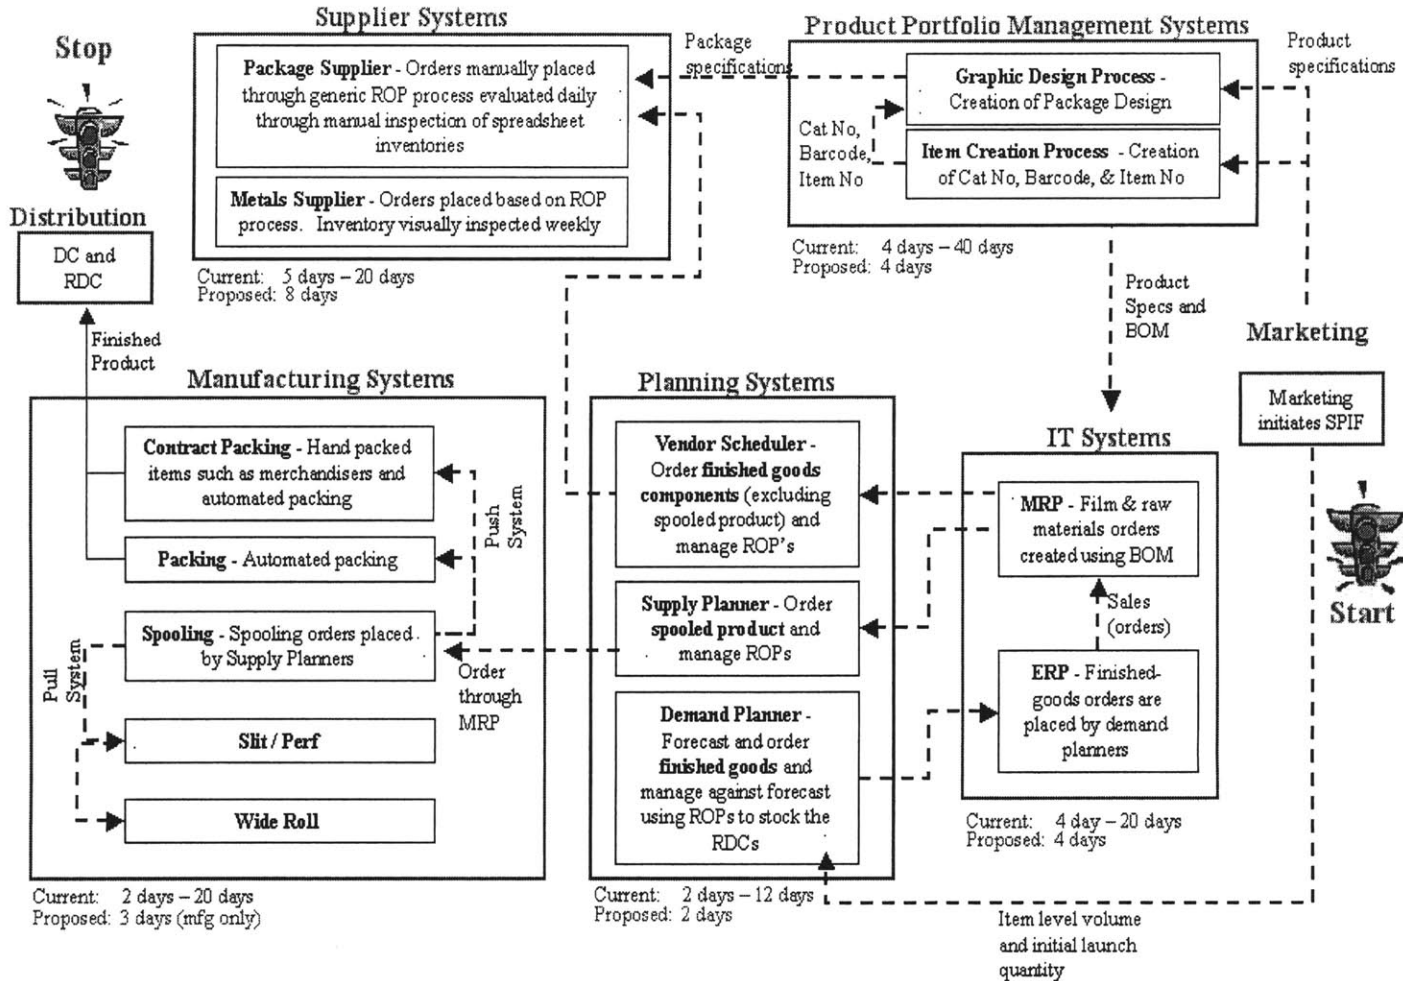 Supplier Systems
Package Supplier - Orders manually placed
through generic ROP process evaluated daily
through manual inspection of spreadsheet
inventories
Metals Supplier - Orders placed based on ROP
process. Inventory visually inspected weekly
Current: 5 days – 20 days
Proposed: 8 days
Package
specifications
Product Portfolio Management Systems
Graphic Design Process -
Creation of Package Design
Cat No,
Barcode,
Item No
Item Creation Process - Creation
of Cat No, Barcode, & Item No
Current: 4 days – 40 days
Proposed: 4 days
Product
specifications
Product
Specs and
BOM
Stop
Distribution
DC and
RDC
Finished
Product
Manufacturing Systems
Contract Packing - Hand packed
items such as merchandisers and
automated packing
Packing - Automated packing
Push
System
Spooling - Spooling orders placed
by Supply Planners
Pull
System
Slit / Perf
Wide Roll
Current: 2 days – 20 days
Proposed: 3 days (mfg only)
Order
through
MRP
Planning Systems
Vendor Scheduler -
Order finished goods
components (excluding
spooled product) and
manage ROP's
Supply Planner - Order
spooled product and
manage ROPs
Demand Planner -
Forecast and order
finished goods and
manage against forecast
using ROPs to stock the
RDCs
Current: 2 days – 12 days
Proposed: 2 days
IT Systems
MRP - Film & raw
materials orders
created using BOM
Sales
(orders)
ERP - Finished-
goods orders are
placed by demand
planners
Current: 4 day – 20 days
Proposed: 4 days
Marketing
Marketing
initiates SPIF
Start
Item level volume
and initial launch
quantity